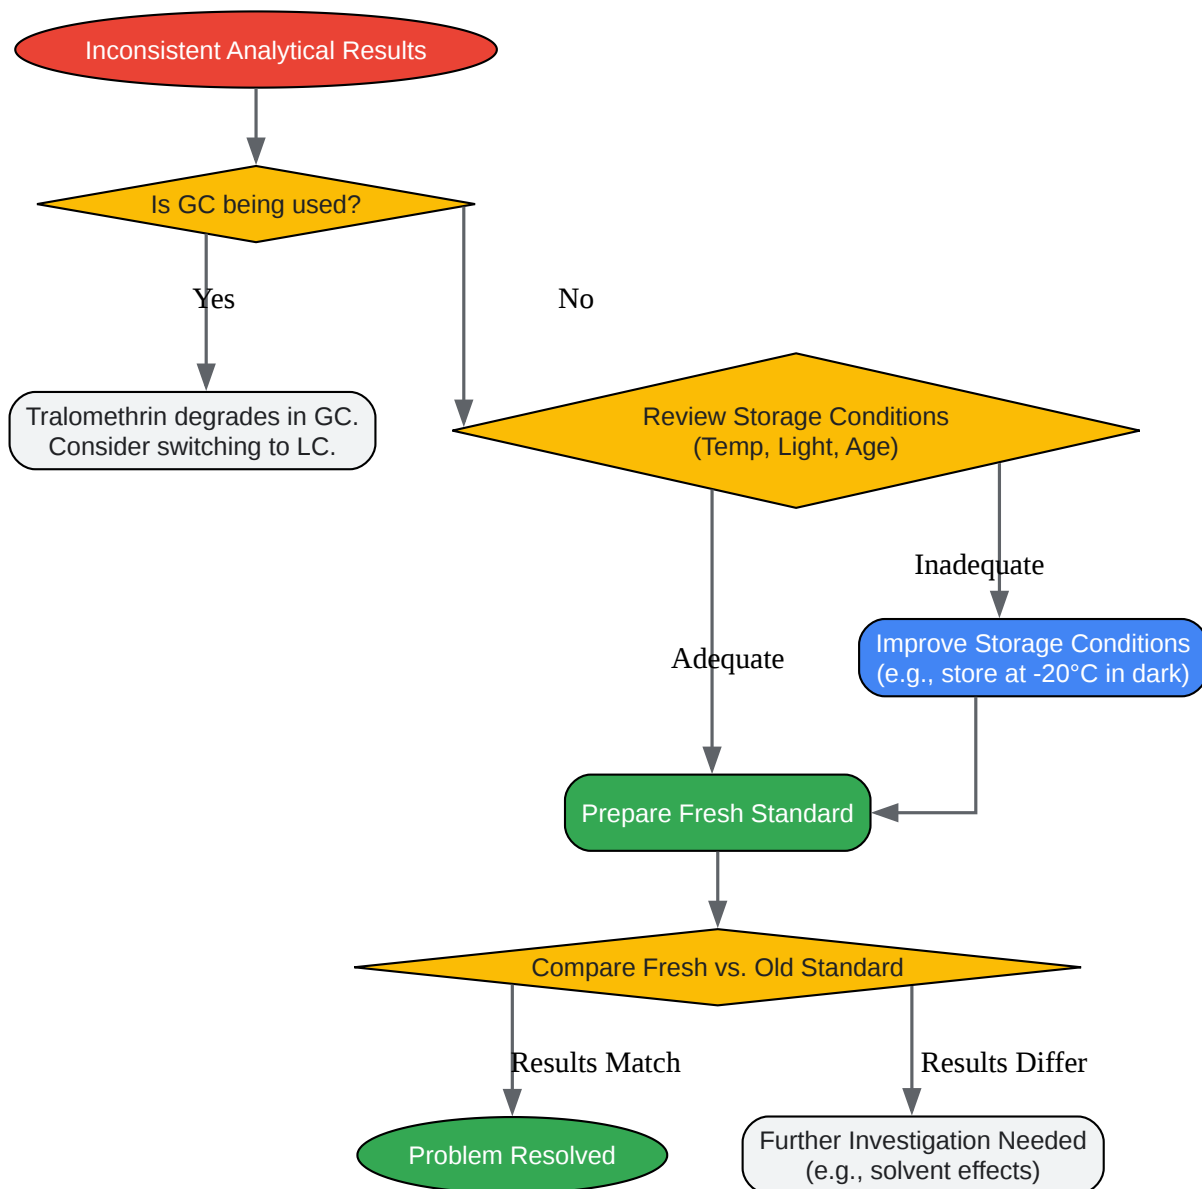 Inconsistent Analytical Results
Is GC being used?
Yes
No
Tralomethrin degrades in GC.
Consider switching to LC.
Review Storage Conditions
(Temp, Light, Age)
Inadequate
Adequate
Improve Storage Conditions
(e.g., store at -20°C in dark)
Prepare Fresh Standard
Compare Fresh vs. Old Standard
Results Match
Results Differ
Problem Resolved
Further Investigation Needed
(e.g., solvent effects)